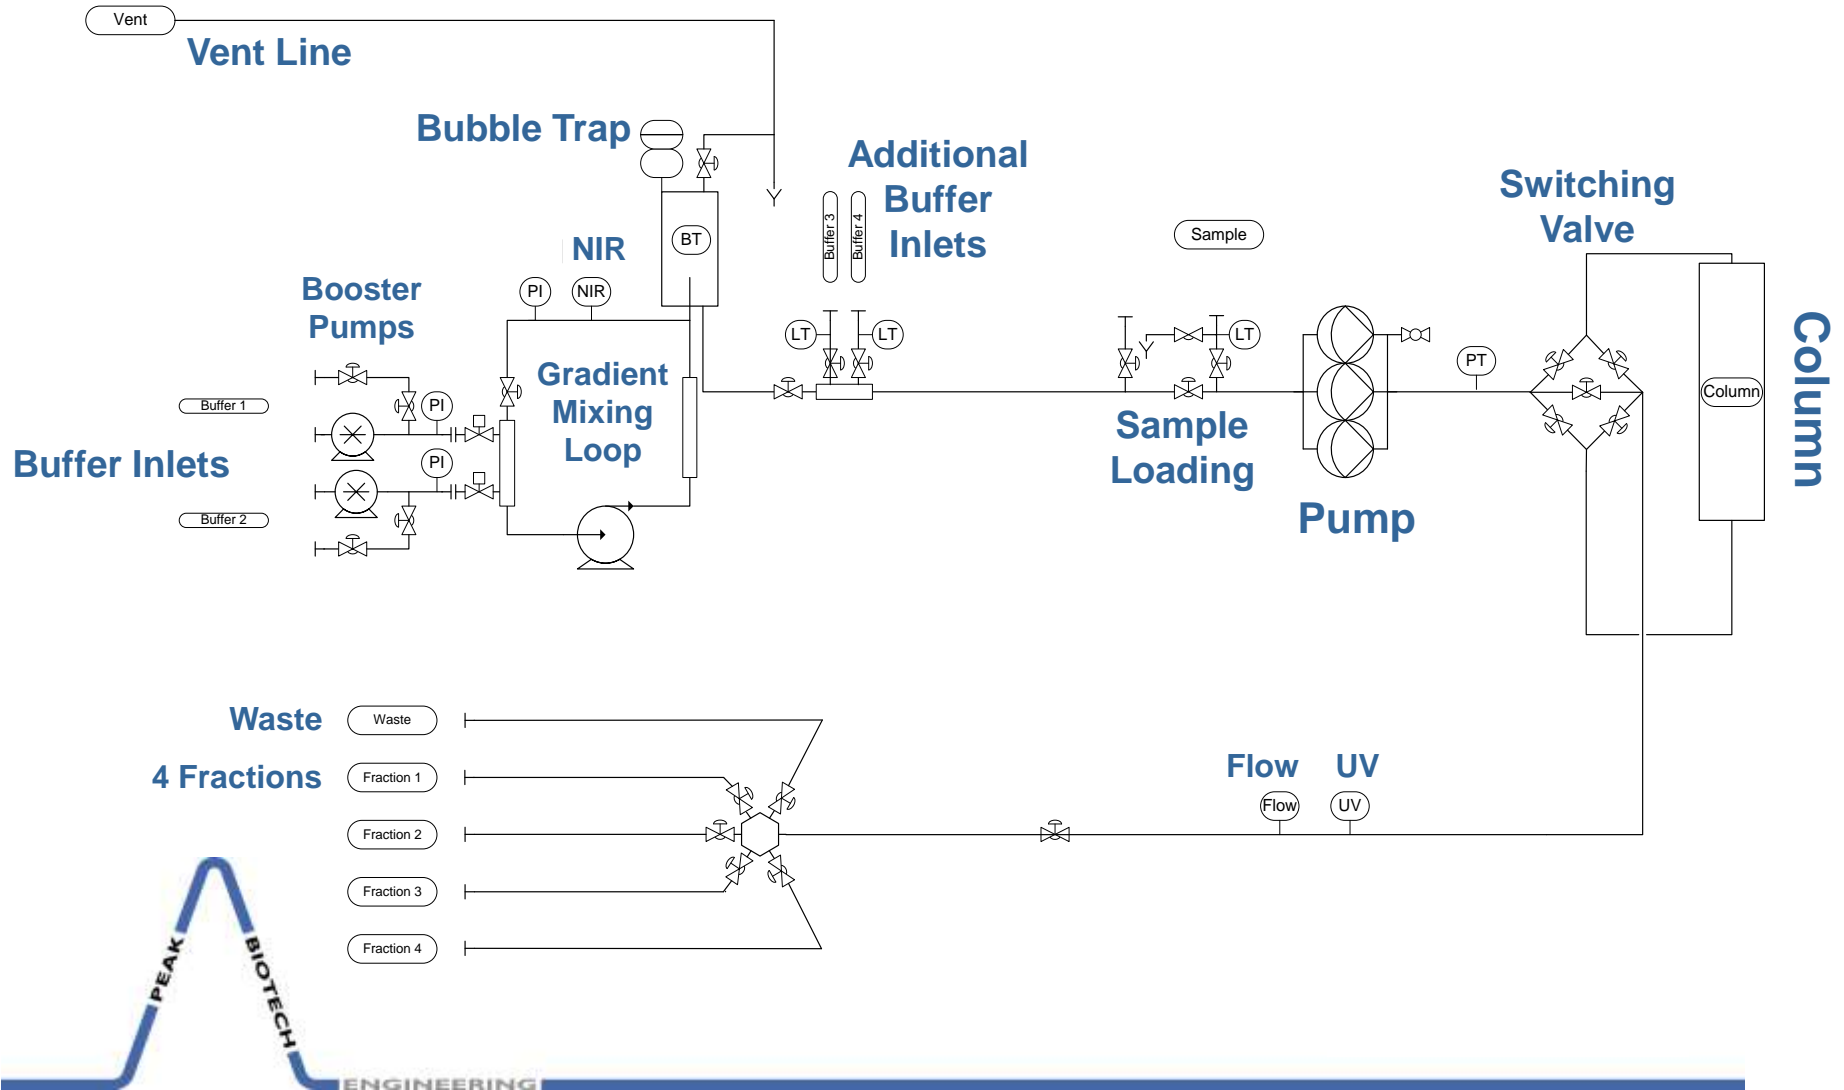 Vent
Vent Line
Bubble Trap
Additional
Buffer
Inlets
Buffer 3
Buffer 4
Switching
Valve
Sample
BT
NIR
PI
NIR
Booster
Pumps
LT
LT
LT
PT
Column
Column
Gradient
Mixing
Loop
Buffer 1
PI
Sample
Loading
Buffer Inlets
PI
Pump
Buffer 2
Waste
Waste
4 Fractions
Fraction 1
Flow
UV
Flow
UV
Fraction 2
Fraction 3
Fraction 4
PEAK
BIOTECH
ENGINEERING